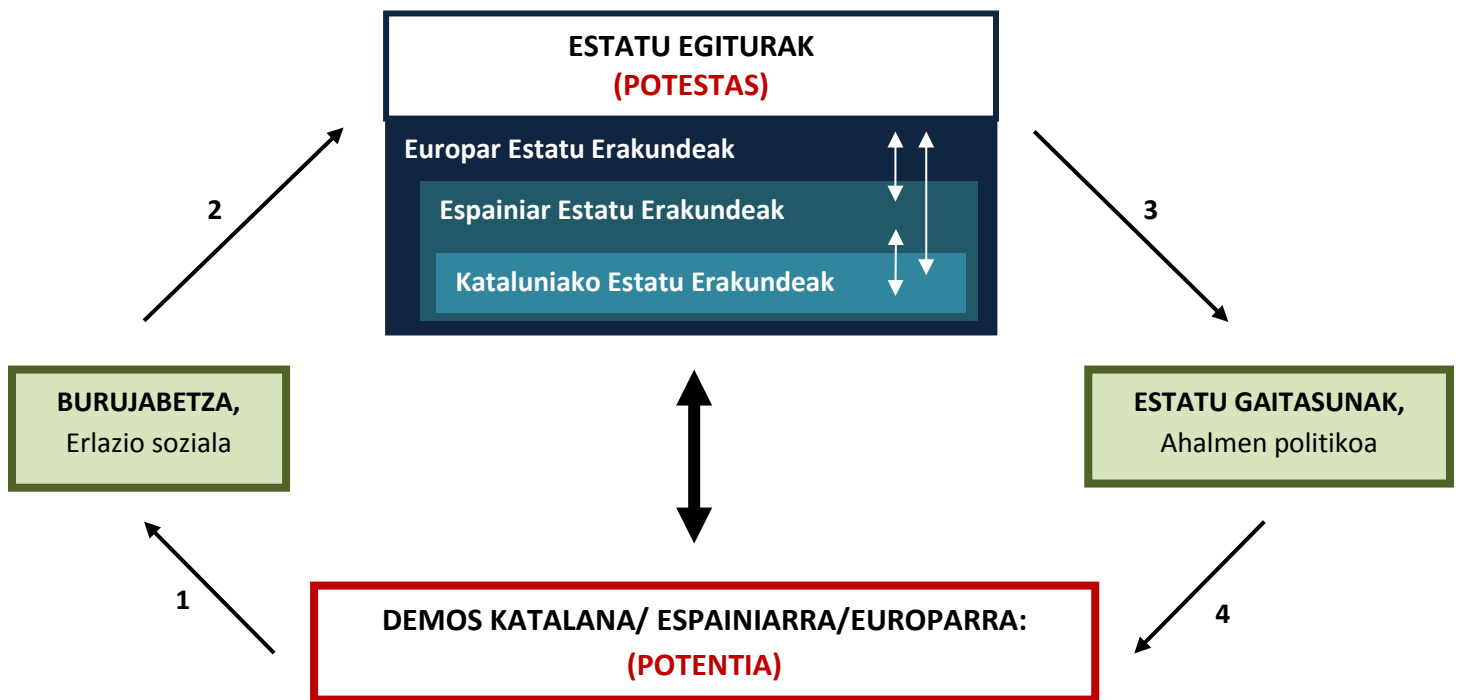 ESTATU EGITURAK
(POTESTAS)
Europar Estatu Erakundeak
Espainiar Estatu Erakundeak
Kataluniako Estatu Erakundeak
2
3
BURUJABETZA,
Erlazio soziala
ESTATU GAITASUNAK,
Ahalmen politikoa
1
4
DEMOS KATALANA/ ESPAINIARRA/EUROPARRA:
(POTENTIA)